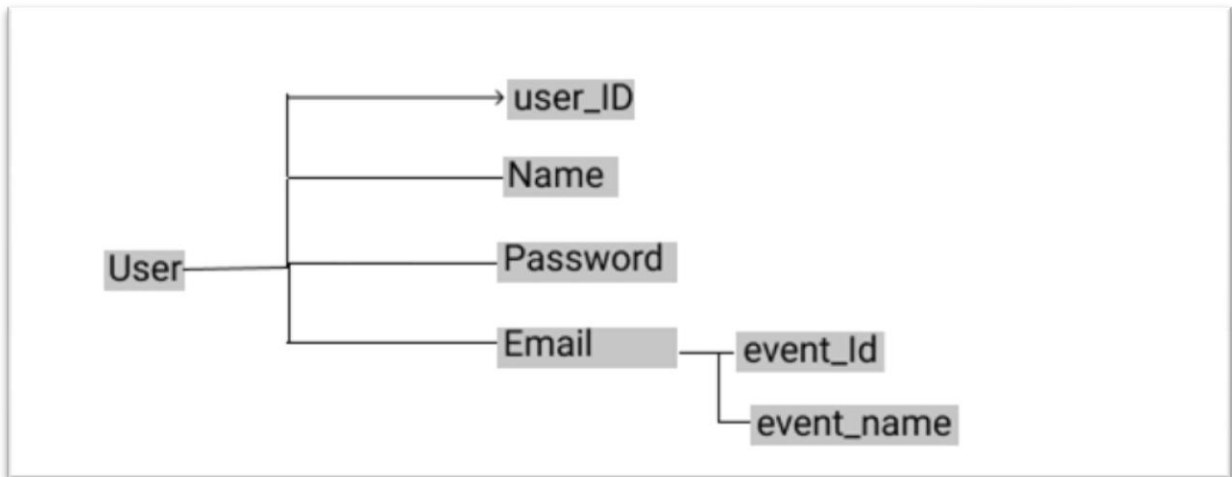 user_ID
Name
Password
User
Email
event_Id
event_name